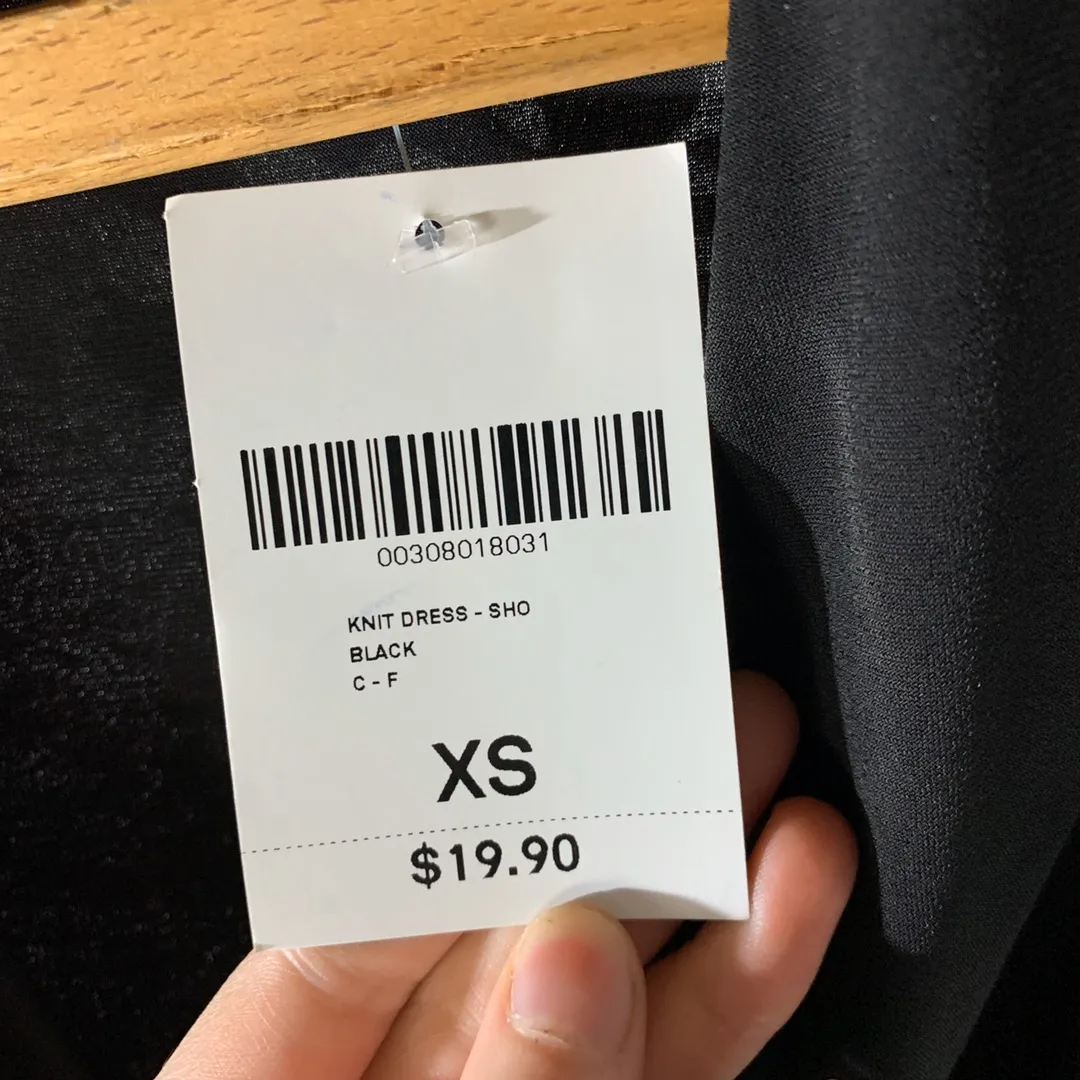 00308018031
KNIT DRESS - SHO
BLACK
C - F
XS
$19.90